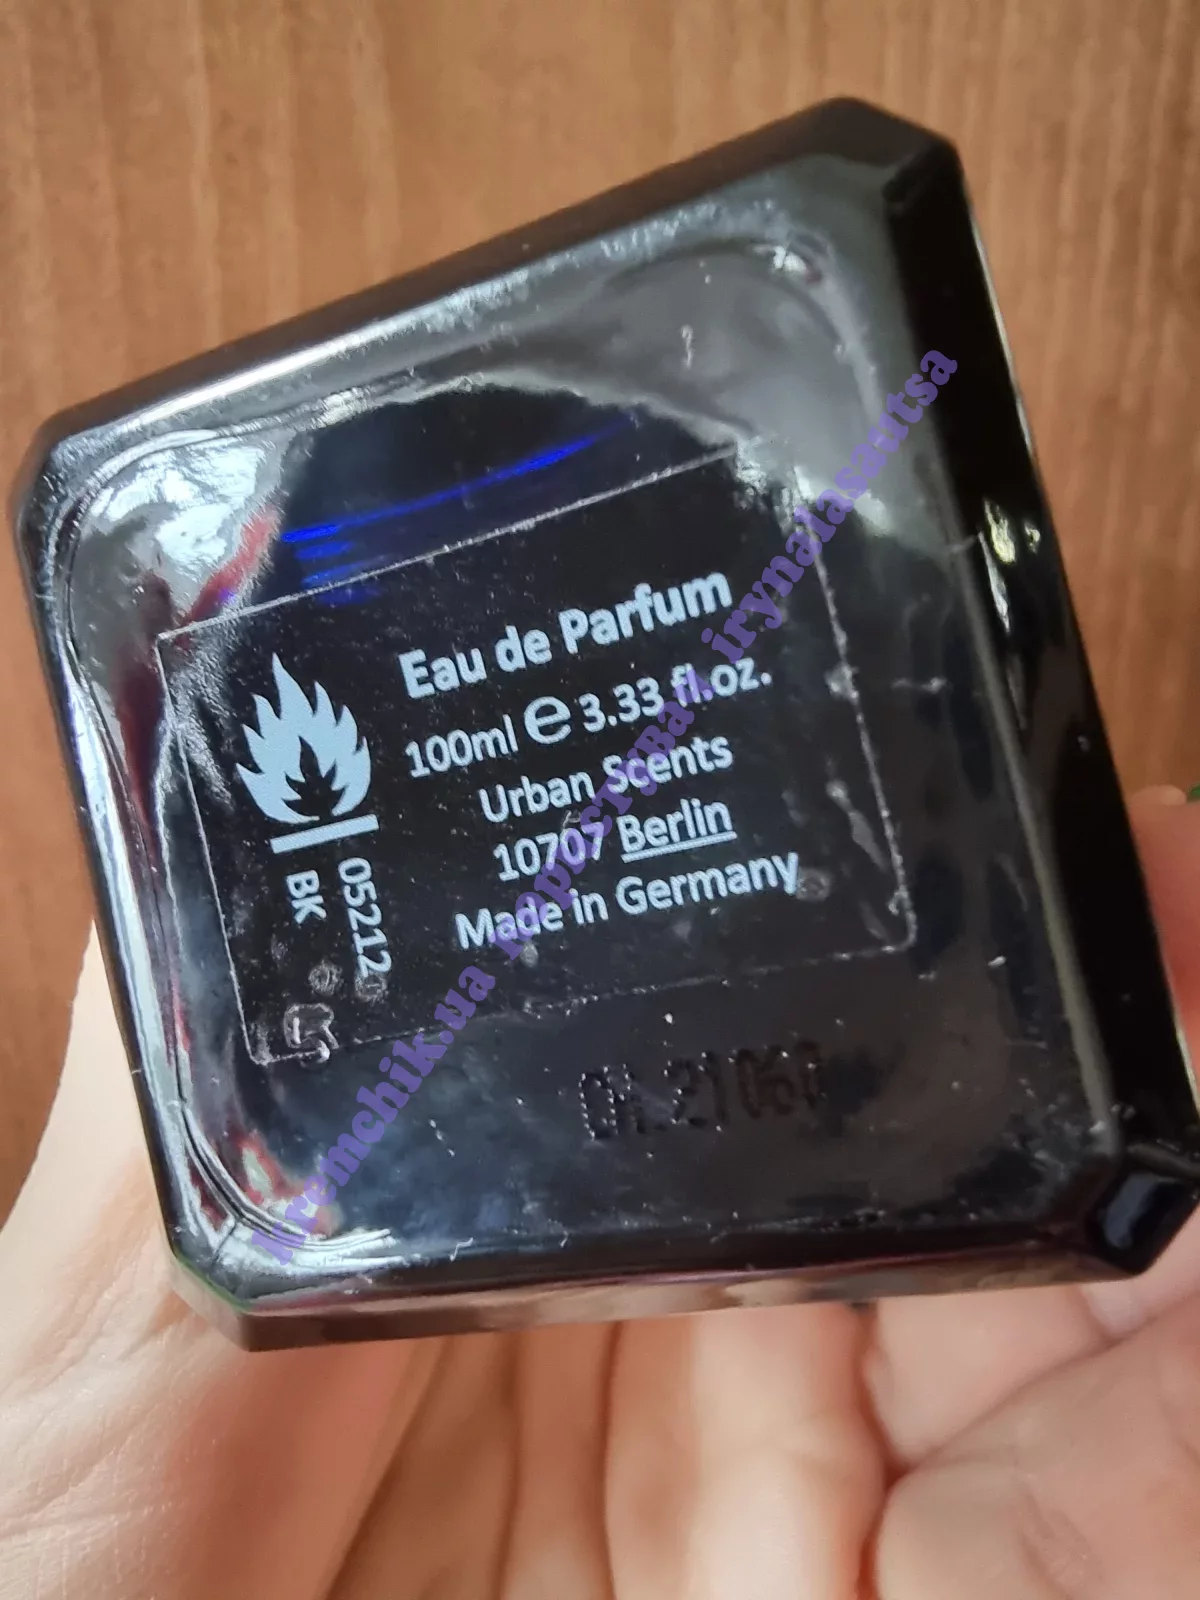 Eau de Parfum
100ml e 3.33 fl.oz.
Urban Scents
10707 Berlin
Made in Germany
05212
BK
kremchik.ua користувач irynalasautsa